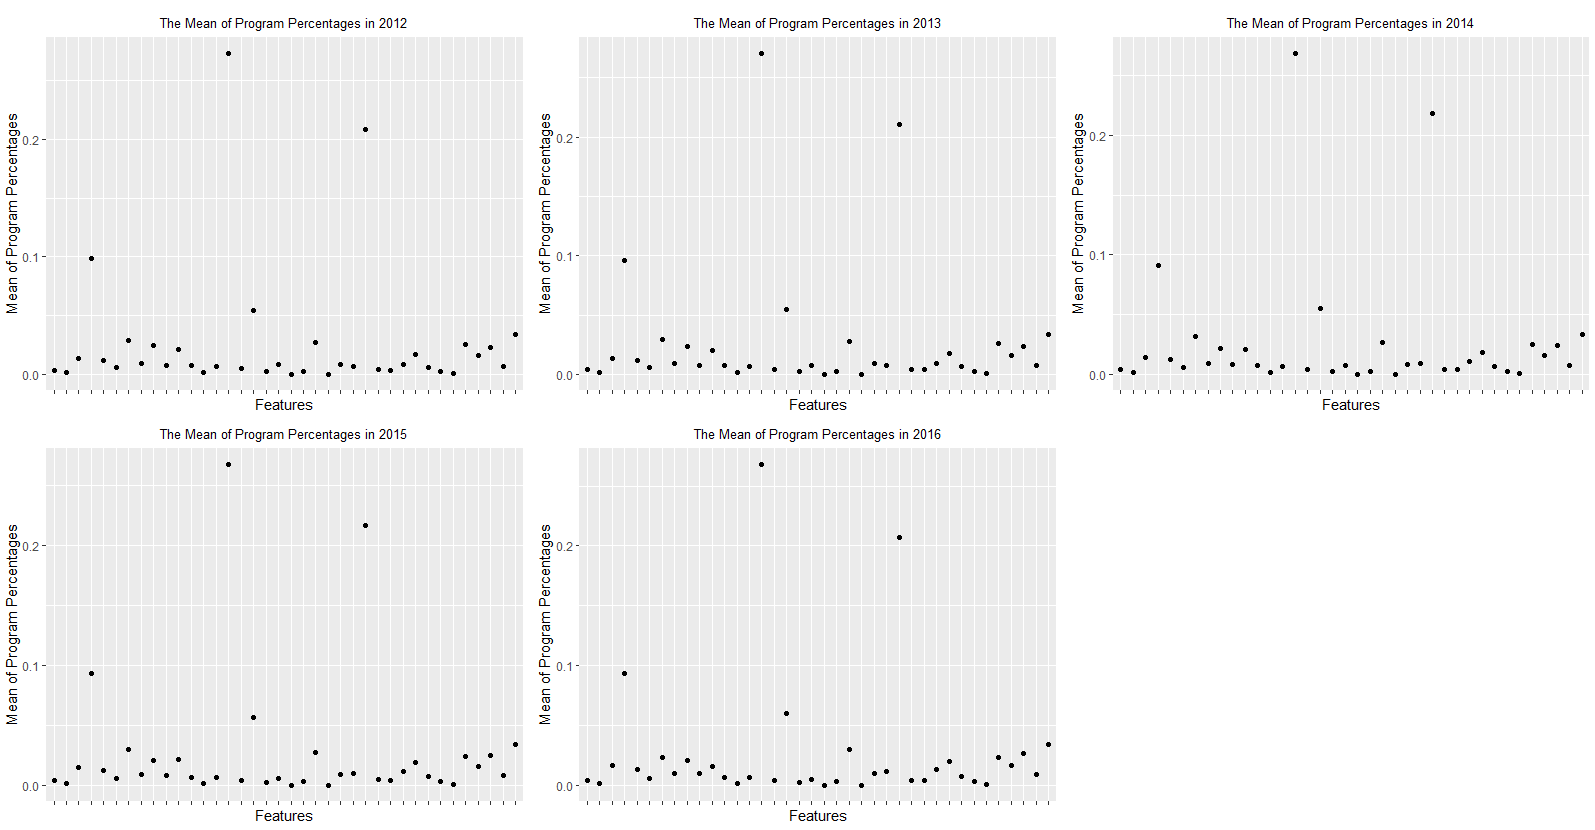 The Mean of Program Percentages in 2012
Mean of Program Percentages
0.2
0.1
0.0
Features
The Mean of Program Percentages in 2013
Mean of Program Percentages
0.2
0.1
0.0
Features
The Mean of Program Percentages in 2014
Mean of Program Percentages
0.2
0.1
0.0
Features
The Mean of Program Percentages in 2015
Mean of Program Percentages
0.2
0.1
0.0
Features
The Mean of Program Percentages in 2016
Mean of Program Percentages
0.2
0.1
0.0
Features